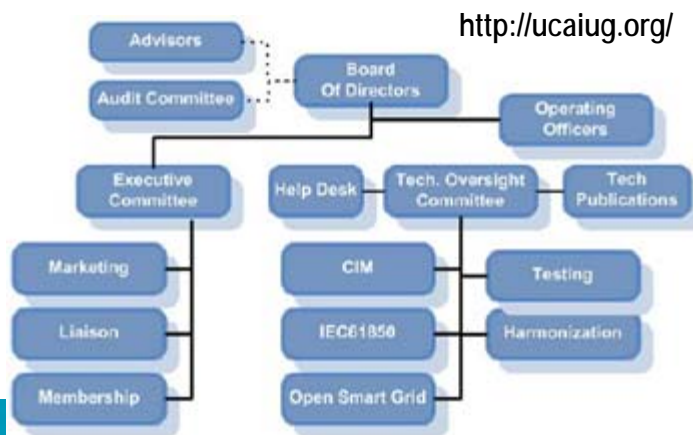 http://ucaiug.org/
Advisors
Board
Of Directors
Audit Committee
Operating
Officers
Executive
Committee
Help Desk
Tech. Oversight
Committee
Tech
Publications
Marketing
CIM
Testing
Liaison
IEC61850
Harmonization
Membership
Open Smart Grid